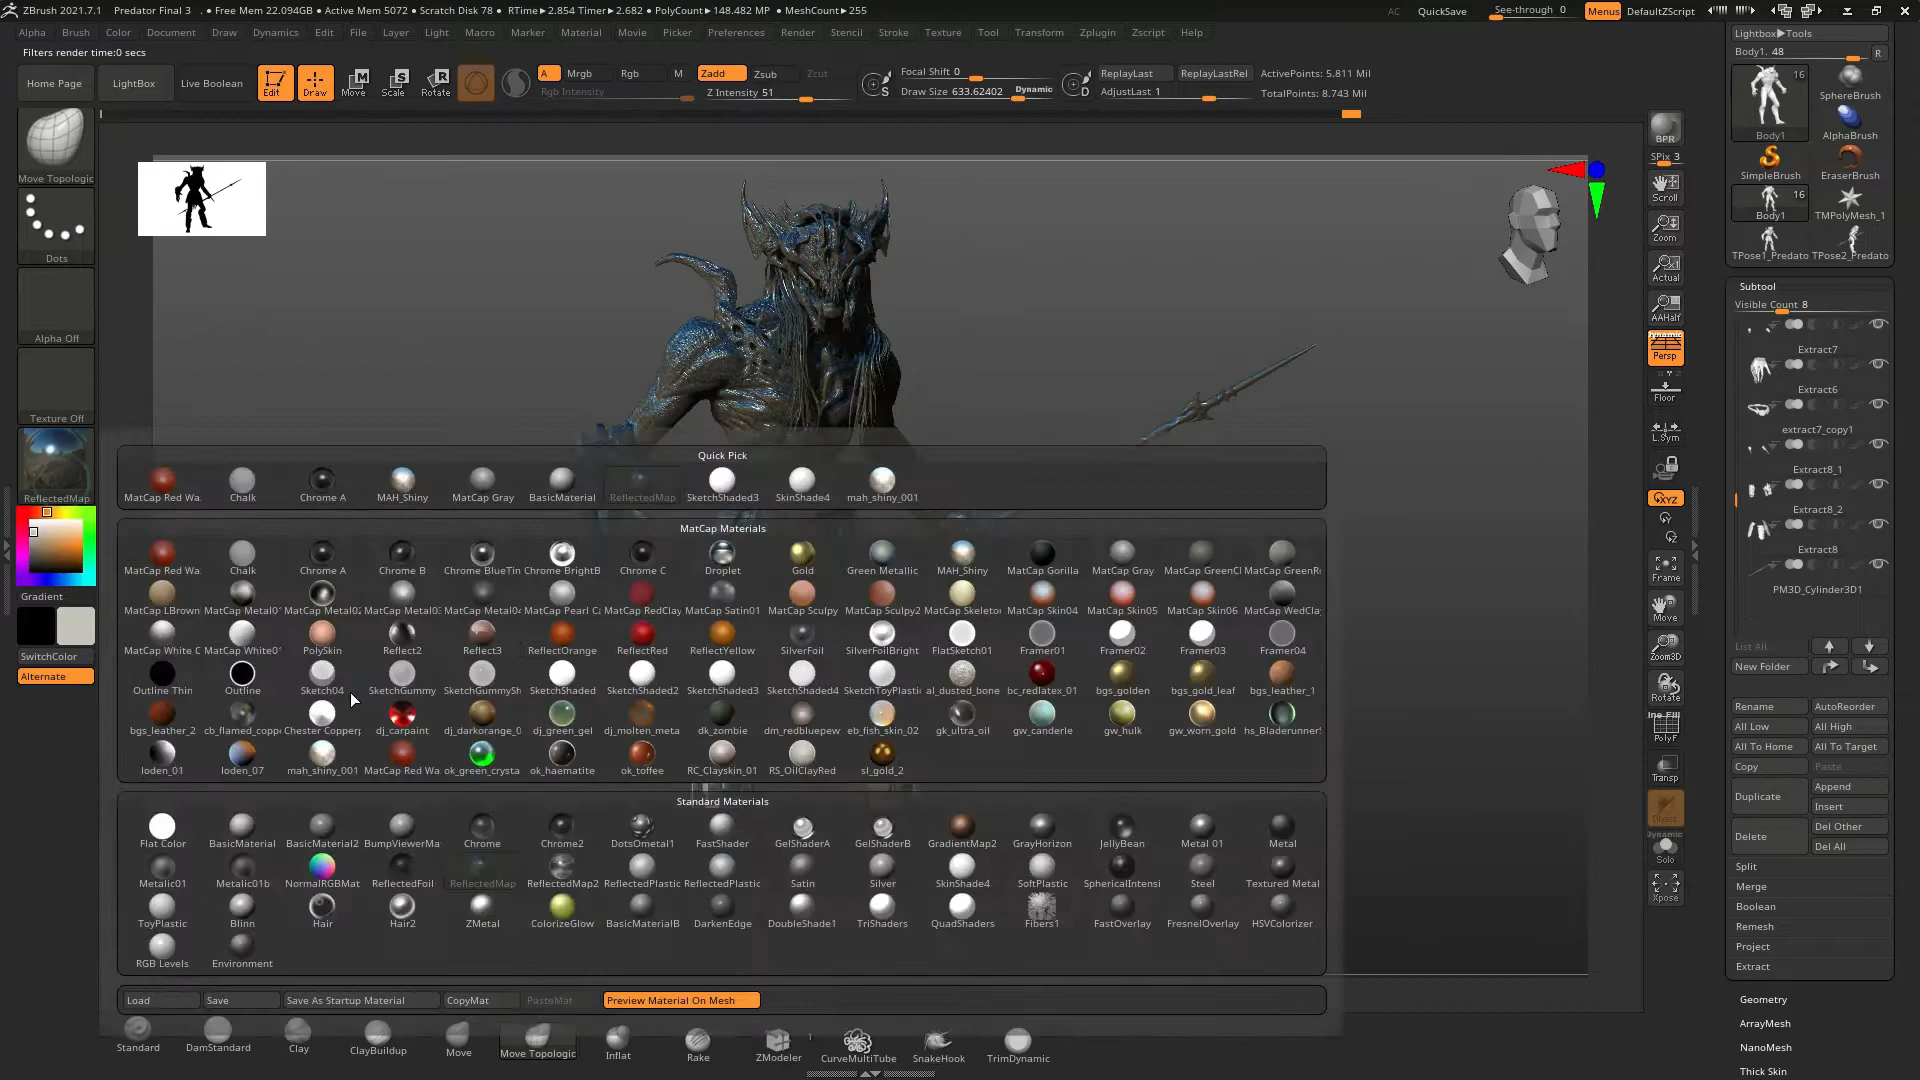 ZBrush 2021.7.1 Predator Final 3 . • Free Mem 22.094GB • Active Mem 5072 • Scratch Disk 78 • RTime▶2.854 Timer▶2.682 • PolyCount▶148.482 MP • MeshCount▶255
AC QuickSave See-through 0 Menus DefaultZScript
Alpha Brush Color Document Draw Dynamics Edit File Layer Light Macro Marker Material Movie Picker Preferences Render Stencil Stroke Texture Tool Transform Zplugin Zscript Help
Filters render time:0 secs
Home Page LightBox Live Boolean Edit Draw Move Scale Rotate
A Mrgb Rgb M Zadd Zsub Zcut
Rgb Intensity Z Intensity 51
Focal Shift 0
Draw Size 633.62402 Dynamic
ReplayLast ReplayLastRel
AdjustLast 1
ActivePoints: 5.811 Mil
TotalPoints: 8.743 Mil
Move Topologic
Dots
Alpha Off
Texture Off
ReflectedMap
Gradient
SwitchColor
Alternate
Quick Pick
MatCap Red Wa Chalk Chrome A MAH_Shiny MatCap Gray BasicMaterial ReflectedMap SketchShaded3 SkinShade4 mah_shiny_001
MatCap Materials
MatCap Red Wa Chalk Chrome A Chrome B Chrome BlueTin Chrome BrightB Chrome C Droplet Gold Green Metallic MAH_Shiny MatCap Gorilla MatCap Gray MatCap GreenCl MatCap GreenR
MatCap LBrown MatCap Metal0 MatCap Metal02 MatCap Metal03 MatCap Metal04 MatCap Pearl Ca MatCap RedClay MatCap Satin01 MatCap Sculpy MatCap Sculpy2 MatCap Skeleto MatCap Skin04 MatCap Skin05 MatCap Skin06 MatCap WedCla
MatCap White C MatCap White0 PolySkin Reflect2 Reflect3 ReflectOrange ReflectRed ReflectYellow SilverFoil SilverFoilBright FlatSketch01 Framer01 Framer02 Framer03 Framer04
Outline Thin Outline Sketch04 SketchGummy SketchGummySh SketchShaded SketchShaded2 SketchShaded3 SketchShaded4 SketchToyPlasti al_dusted_bone bc_redlatex_01 bgs_golden bgs_gold_leaf bgs_leather_1
bgs_leather_2 cb_flamed_copp Chester Copperp dj_carpaint dj_darkorange_0 dj_green_gel dj_molten_meta dk_zombie dm_redbluepew eb_fish_skin_02 gk_ultra_oil gw_canderle gw_hulk gw_worn_gold hs_Bladerunner
loden_01 loden_07 mah_shiny_001 MatCap Red Wa ok_green_crysta ok_haematite ok_toffee RC_Clayskin_01 RS_OilClayRed sl_gold_2
Standard Materials
Flat Color BasicMaterial BasicMaterial2 BumpViewerMa Chrome Chrome2 DotsOmetal1 FastShader GelShaderA GelShaderB GradientMap2 GrayHorizon JellyBean Metal 01 Metal
Metalic01 Metalic01b NormalRGBMat ReflectedFoil ReflectedMap ReflectedMap2 ReflectedPlastic ReflectedPlastic Satin Silver SkinShade4 SoftPlastic SphericalIntensi Steel Textured Metal
ToyPlastic Blinn Hair Hair2 ZMetal ColorizeGlow BasicMaterialB DarkenEdge DoubleShade1 TriShaders QuadShaders Fibers1 FastOverlay FresnelOverlay HSVColorizer
RGB Levels Environment
Load Save Save As Startup Material CopyMat PasteMat Preview Material On Mesh
Standard DamStandard Clay ClayBuildup Move Move Topologic Inflat Rake ZModeler 1 CurveMultiTube SnakeHook TrimDynamic
BPR
SPix 3
Scroll
Zoom
Actual
AAHalf
Dynamic
Persp
Floor
L.Sym
XYZ
Frame
Move
Zoom3D
Rotate
Line Fill
PolyF
Transp
Ghost
Dynamic
Solo
Xpose
Lightbox▶Tools
Body1. 48 R
16
Body1 SphereBrush
AlphaBrush
SimpleBrush EraserBrush
16
Body1 TMPolyMesh_1
TPose1_Predato TPose2_Predato
Subtool
Visible Count 8
Extract7
Extract6
extract7_copy1
Extract8_1
Extract8_2
Extract8
PM3D_Cylinder3D1
List All
New Folder
Rename AutoReorder
All Low All High
All To Home All To Target
Copy Paste
Duplicate Append
Insert
Delete Del Other
Del All
Split
Merge
Boolean
Remesh
Project
Extract
Geometry
ArrayMesh
NanoMesh
Thick Skin